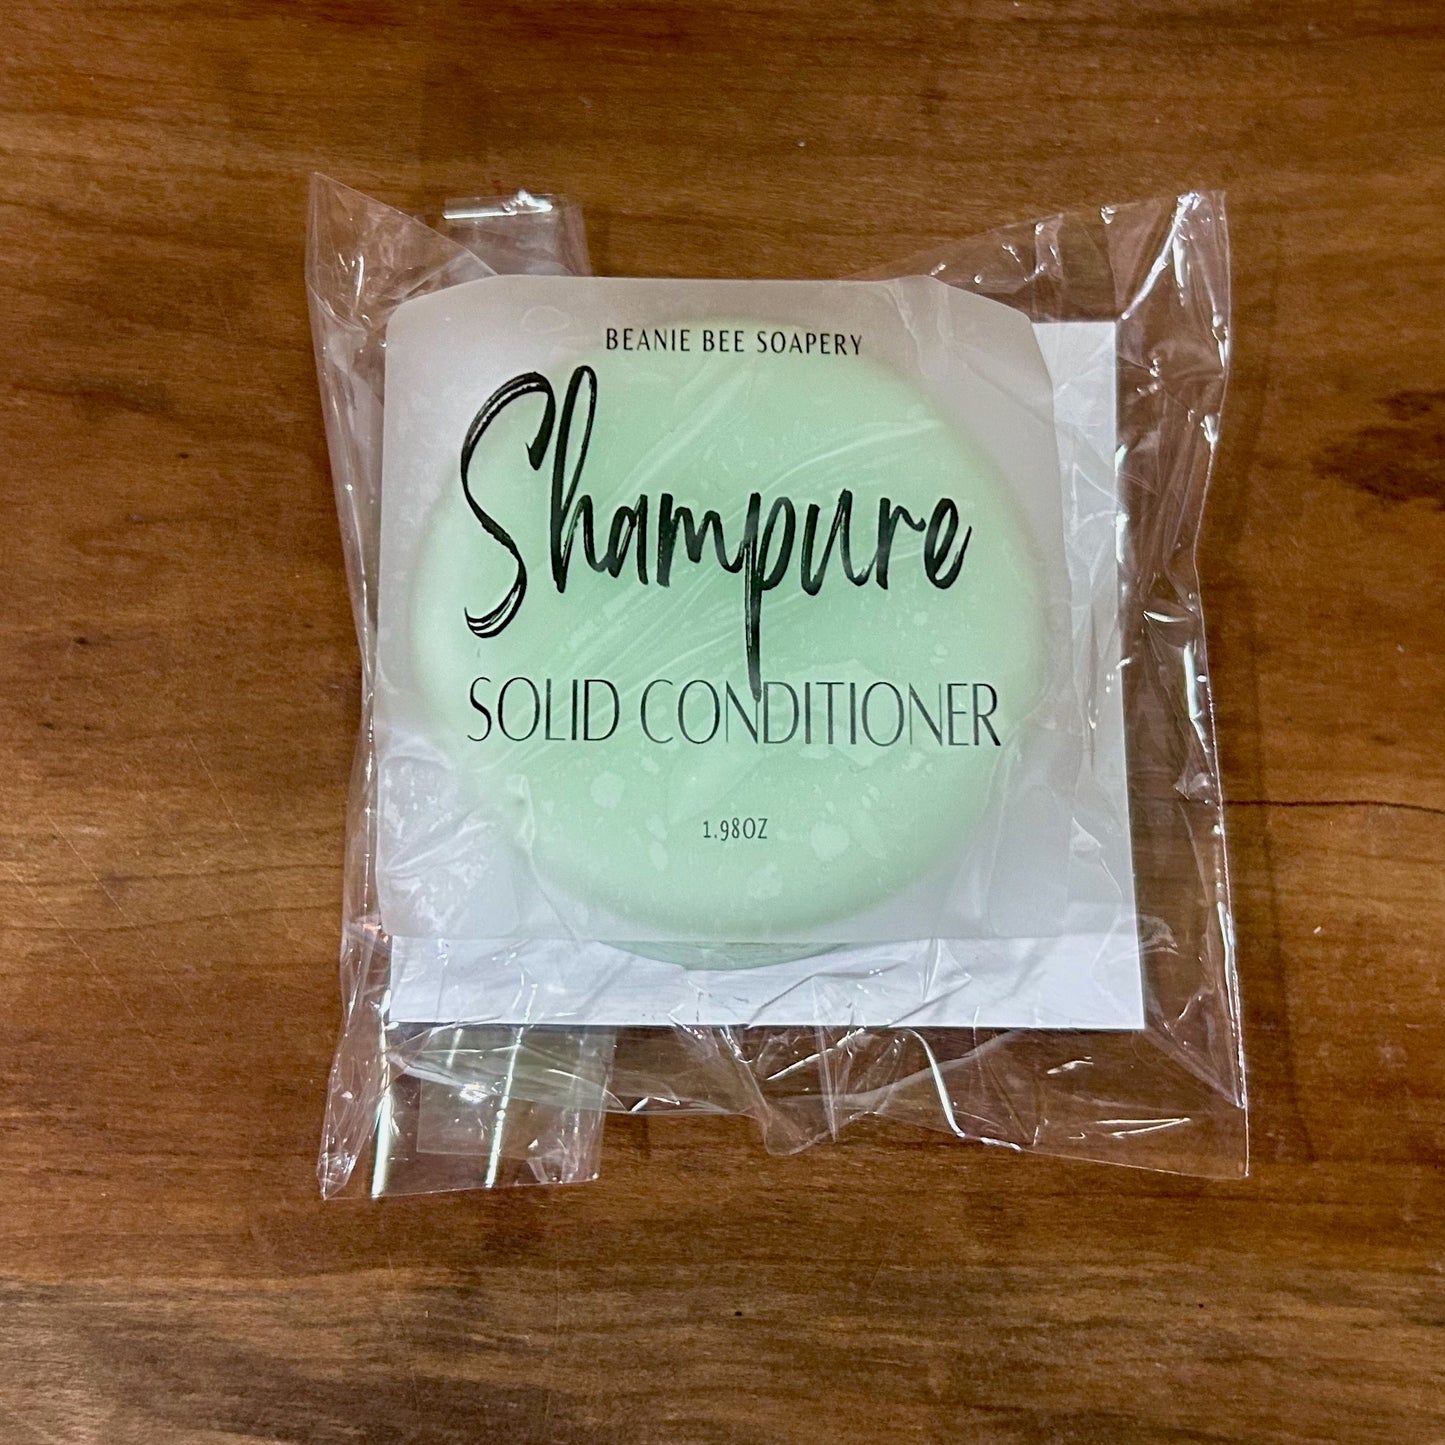 BEANIE BEE SOAPERY
Shampure
SOLID CONDITIONER
1.98OZ